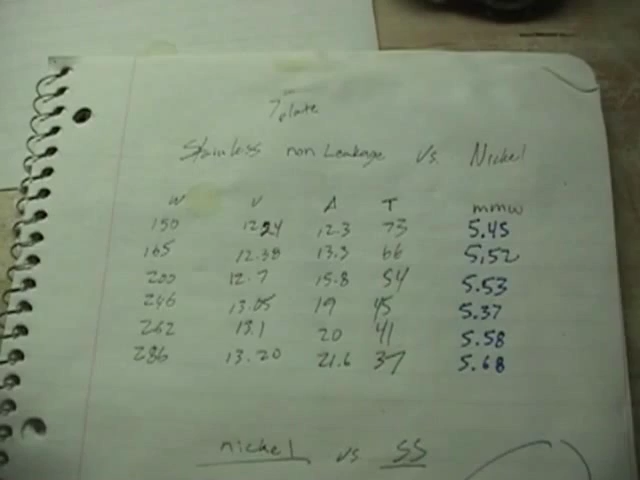 7 plate
Stainless non Leakage Vs. Nickel
W V A T mmw
150 12.24 12.3 73 5.45
165 12.38 13.3 66 5.52
200 12.7 15.8 54 5.53
246 13.05 19 45 5.37
262 13.1 20 41 5.58
286 13.20 21.6 37 5.68
nickel vs SS